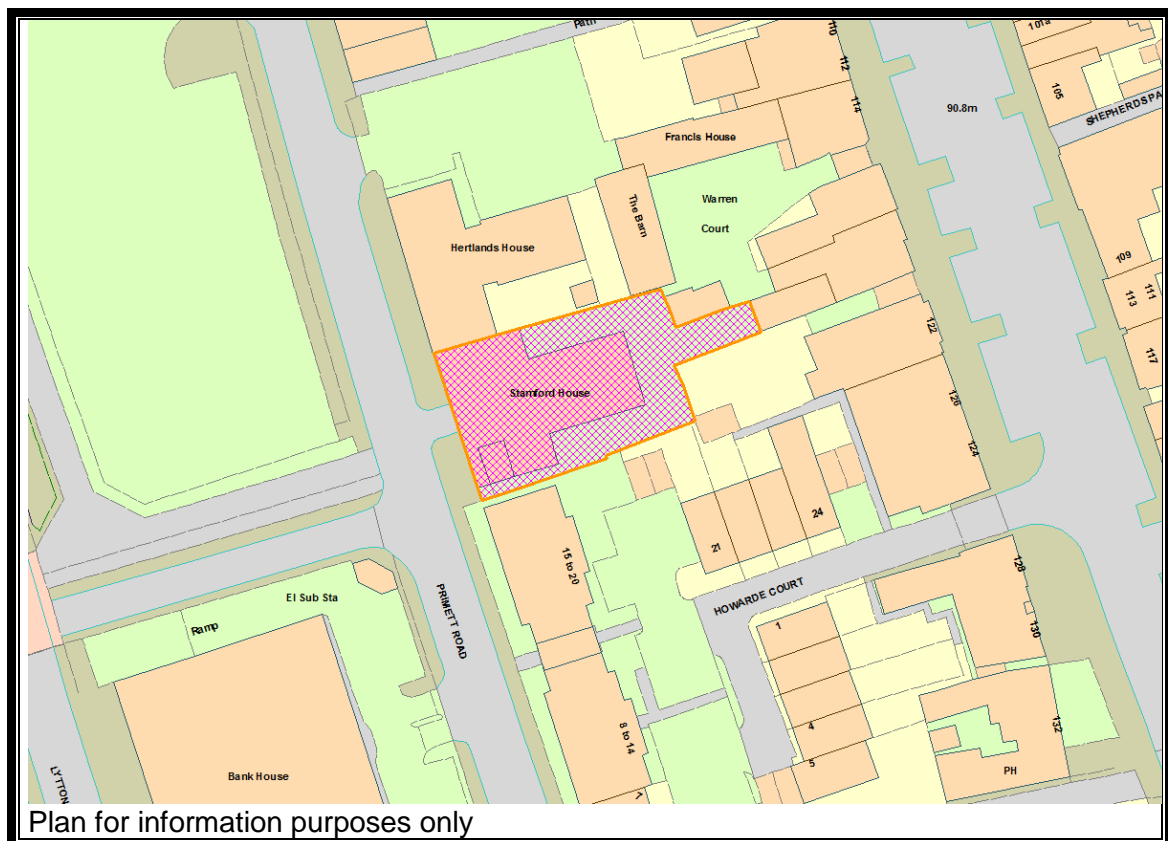 Path
110
112
114
101a
105
90.8m
SHEPHERDS PA
Francis House
Warren
Court
The Barn
Hertlands House
109
111
113
117
122
126
124
Stamford House
24
21
15 to 20
HOWARDE COURT
El Sub Sta
Ramp
PRIMETT ROAD
128
130
1
4
5
132
8 to 14
7
PH
Bank House
LYTTON
Plan for information purposes only